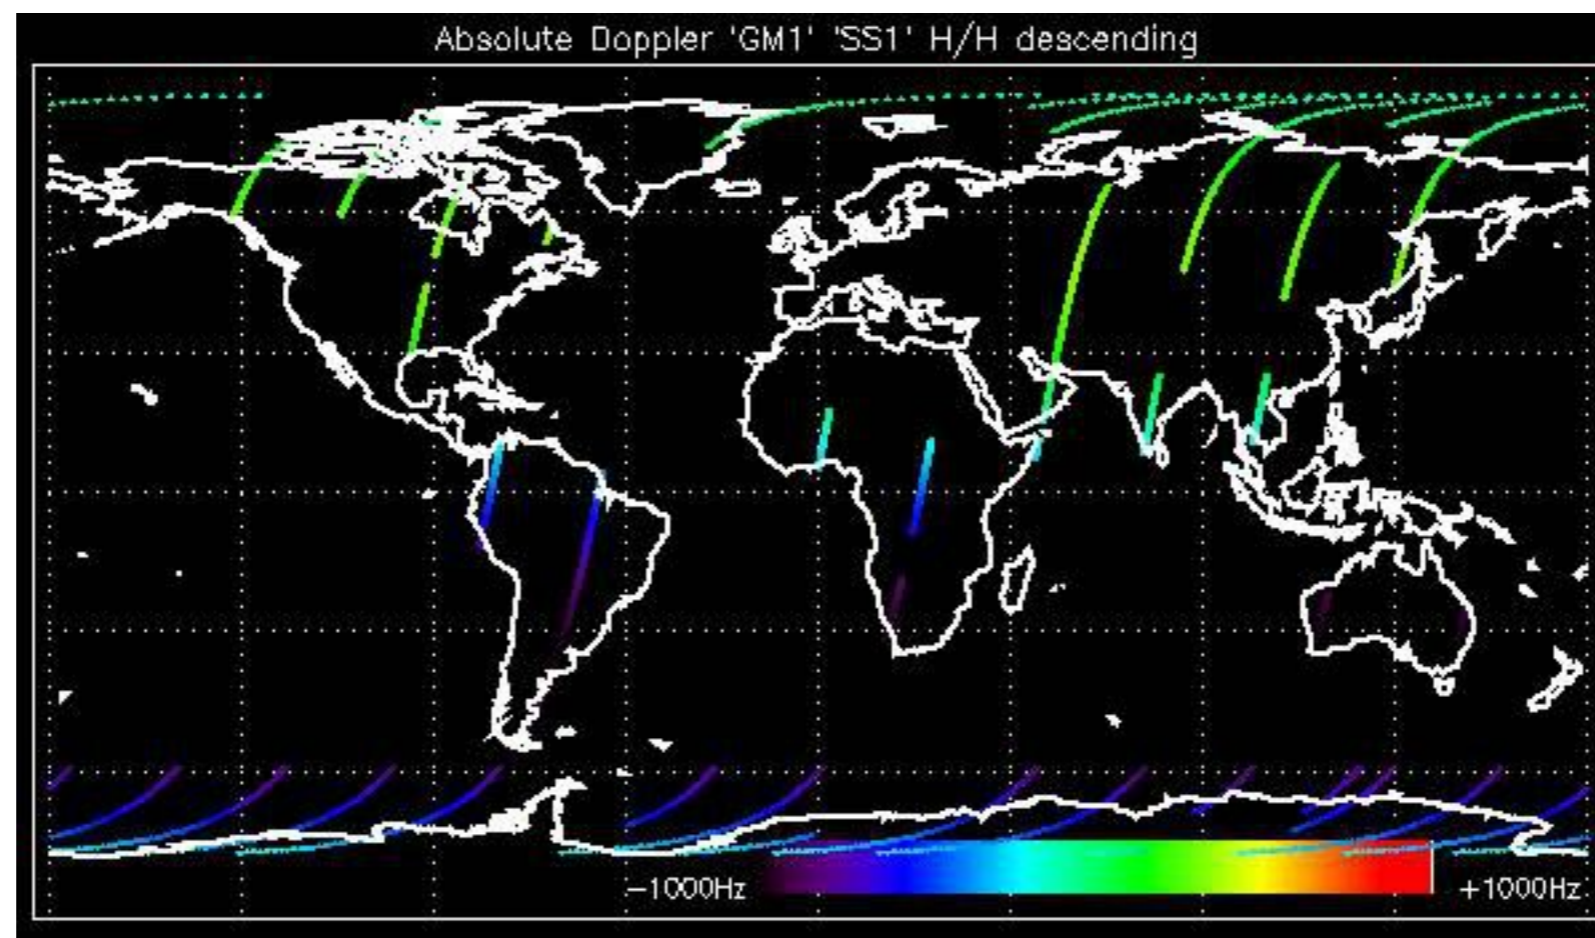 Absolute Doppler 'GM1' 'SS1' H/H descending
−1000Hz
+1000Hz